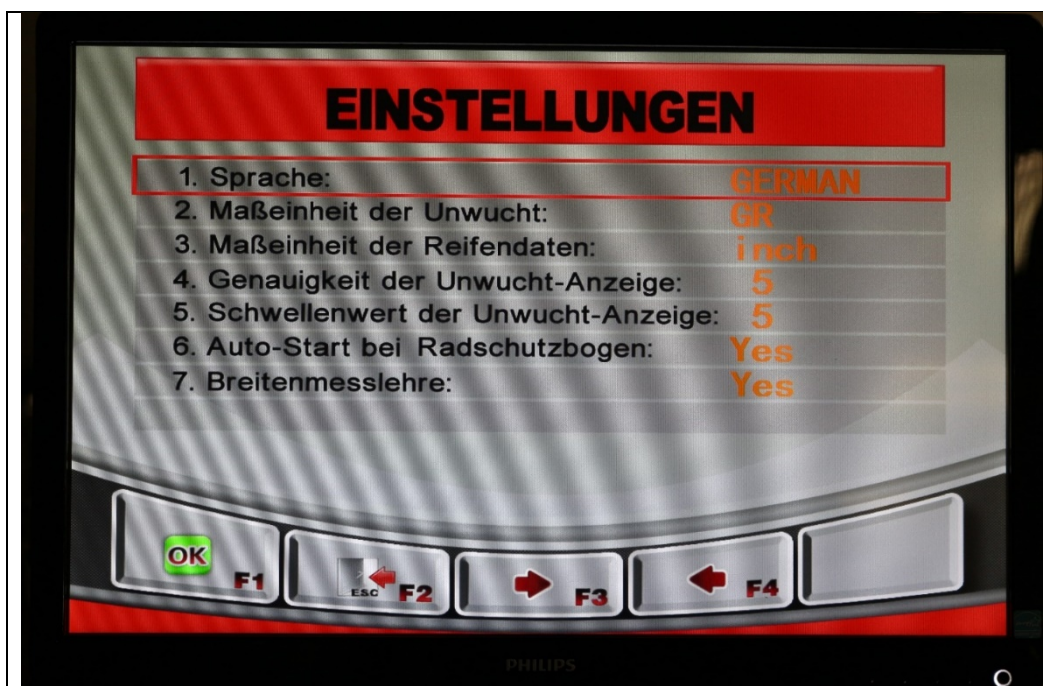 EINSTELLUNGEN
1. Sprache: GERMAN
2. Maßeinheit der Unwucht: GR
3. Maßeinheit der Reifendaten: inch
4. Genauigkeit der Unwucht-Anzeige: 5
5. Schwellenwert der Unwucht-Anzeige: 5
6. Auto-Start bei Radschutzbogen: Yes
7. Breitenmesslehre: Yes
OK F1 ESC F2 F3 F4
PHILIPS